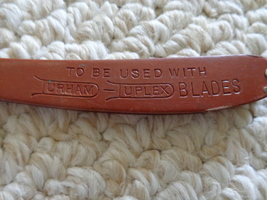 TO BE USED WITH
DURHAM-DUPLEX BLADES